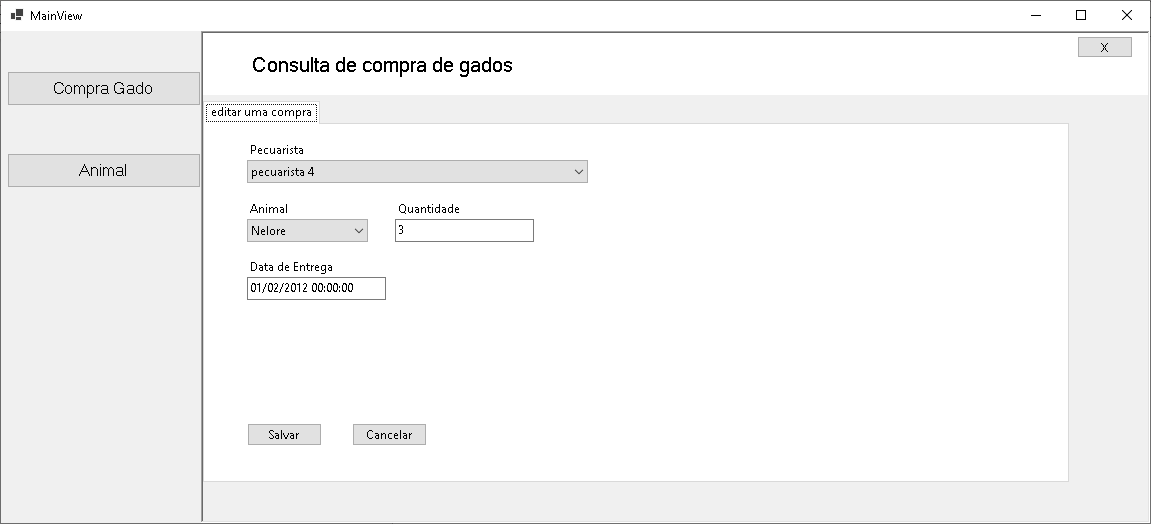 MainView
X
Consulta de compra de gados
Compra Gado
Animal
editar uma compra
Pecuarista
pecuarista 4
Animal Quantidade
Nelore 3
Data de Entrega
01/02/2012 00:00:00
Salvar Cancelar